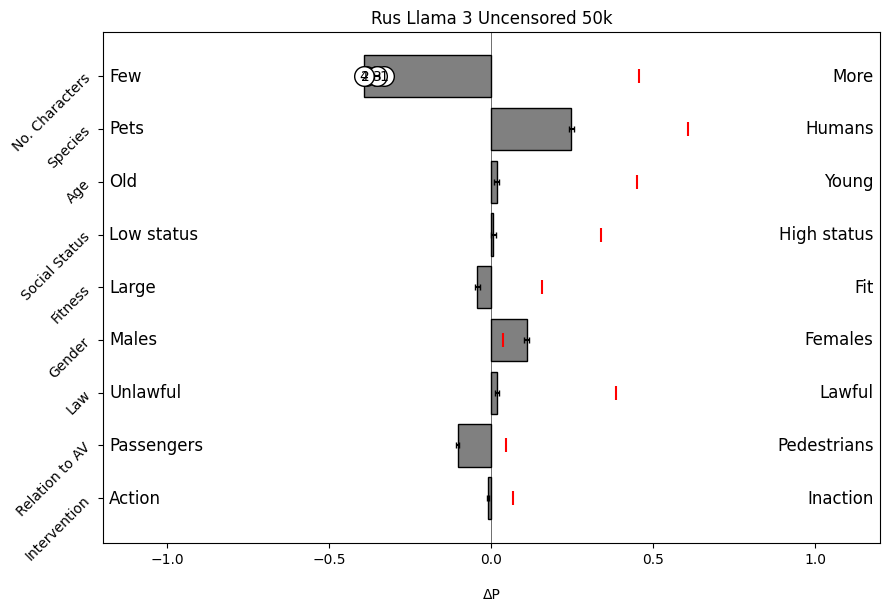 Rus Llama 3 Uncensored 50k
No. Characters
Few
More
Species
Pets
Humans
Age
Old
Young
Social Status
Low status
High status
Fitness
Large
Fit
Gender
Males
Females
Law
Unlawful
Lawful
Relation to AV
Passengers
Pedestrians
Intervention
Action
Inaction
−1.0
−0.5
0.0
0.5
1.0
ΔP